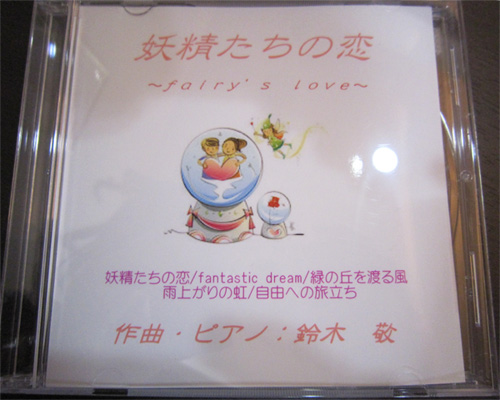 妖精たちの恋
～fairy's love～
妖精たちの恋/fantastic dream/緑の丘を渡る風
雨上がりの虹/自由への旅立ち
作曲・ピアノ：鈴木 敬